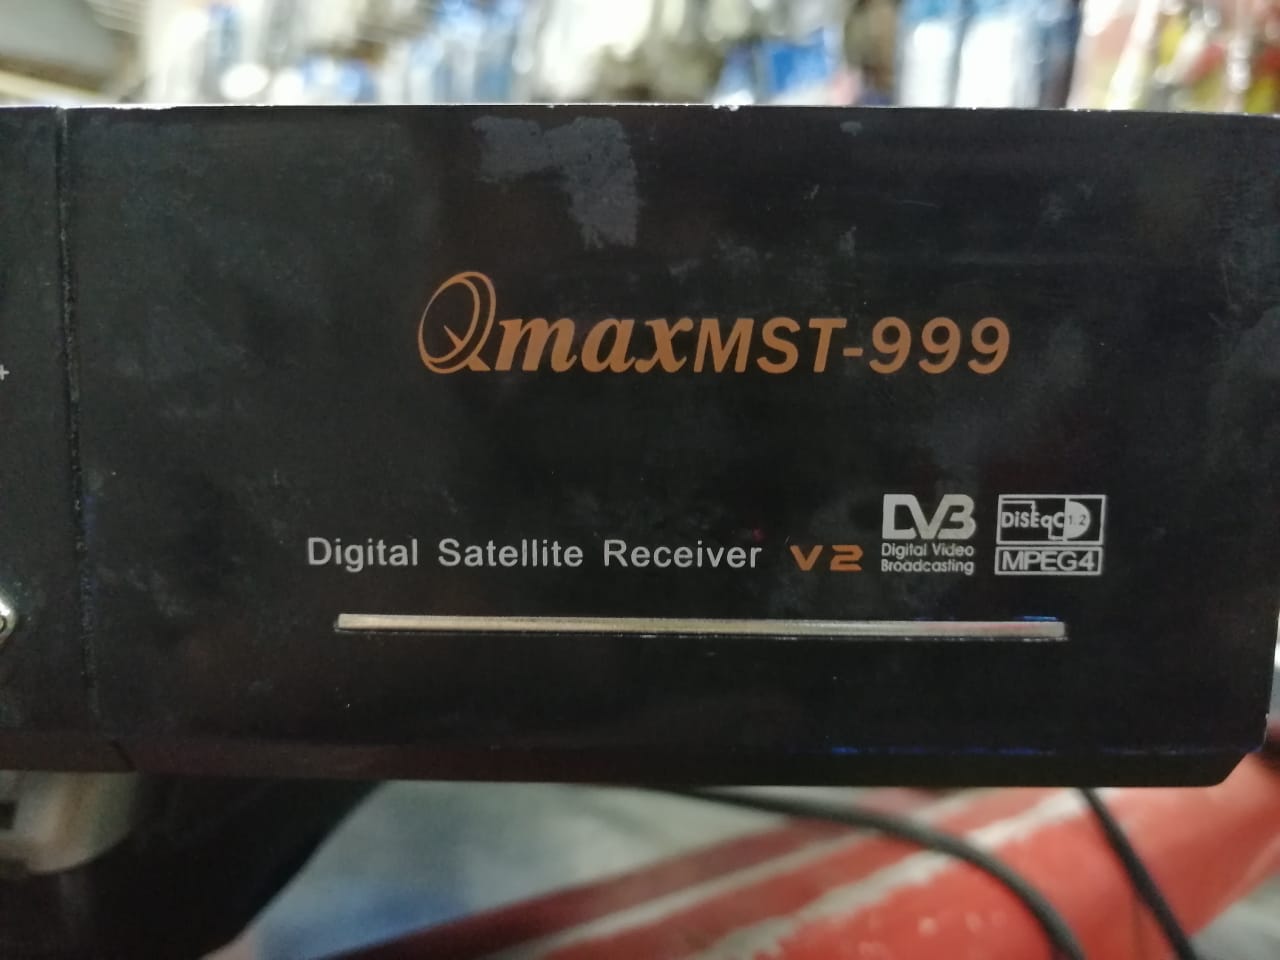 QmaxMST-999
Digital Satellite Receiver V2
DVB
Digital Video
Broadcasting
DiSEqC 1.2
MPEG4
+